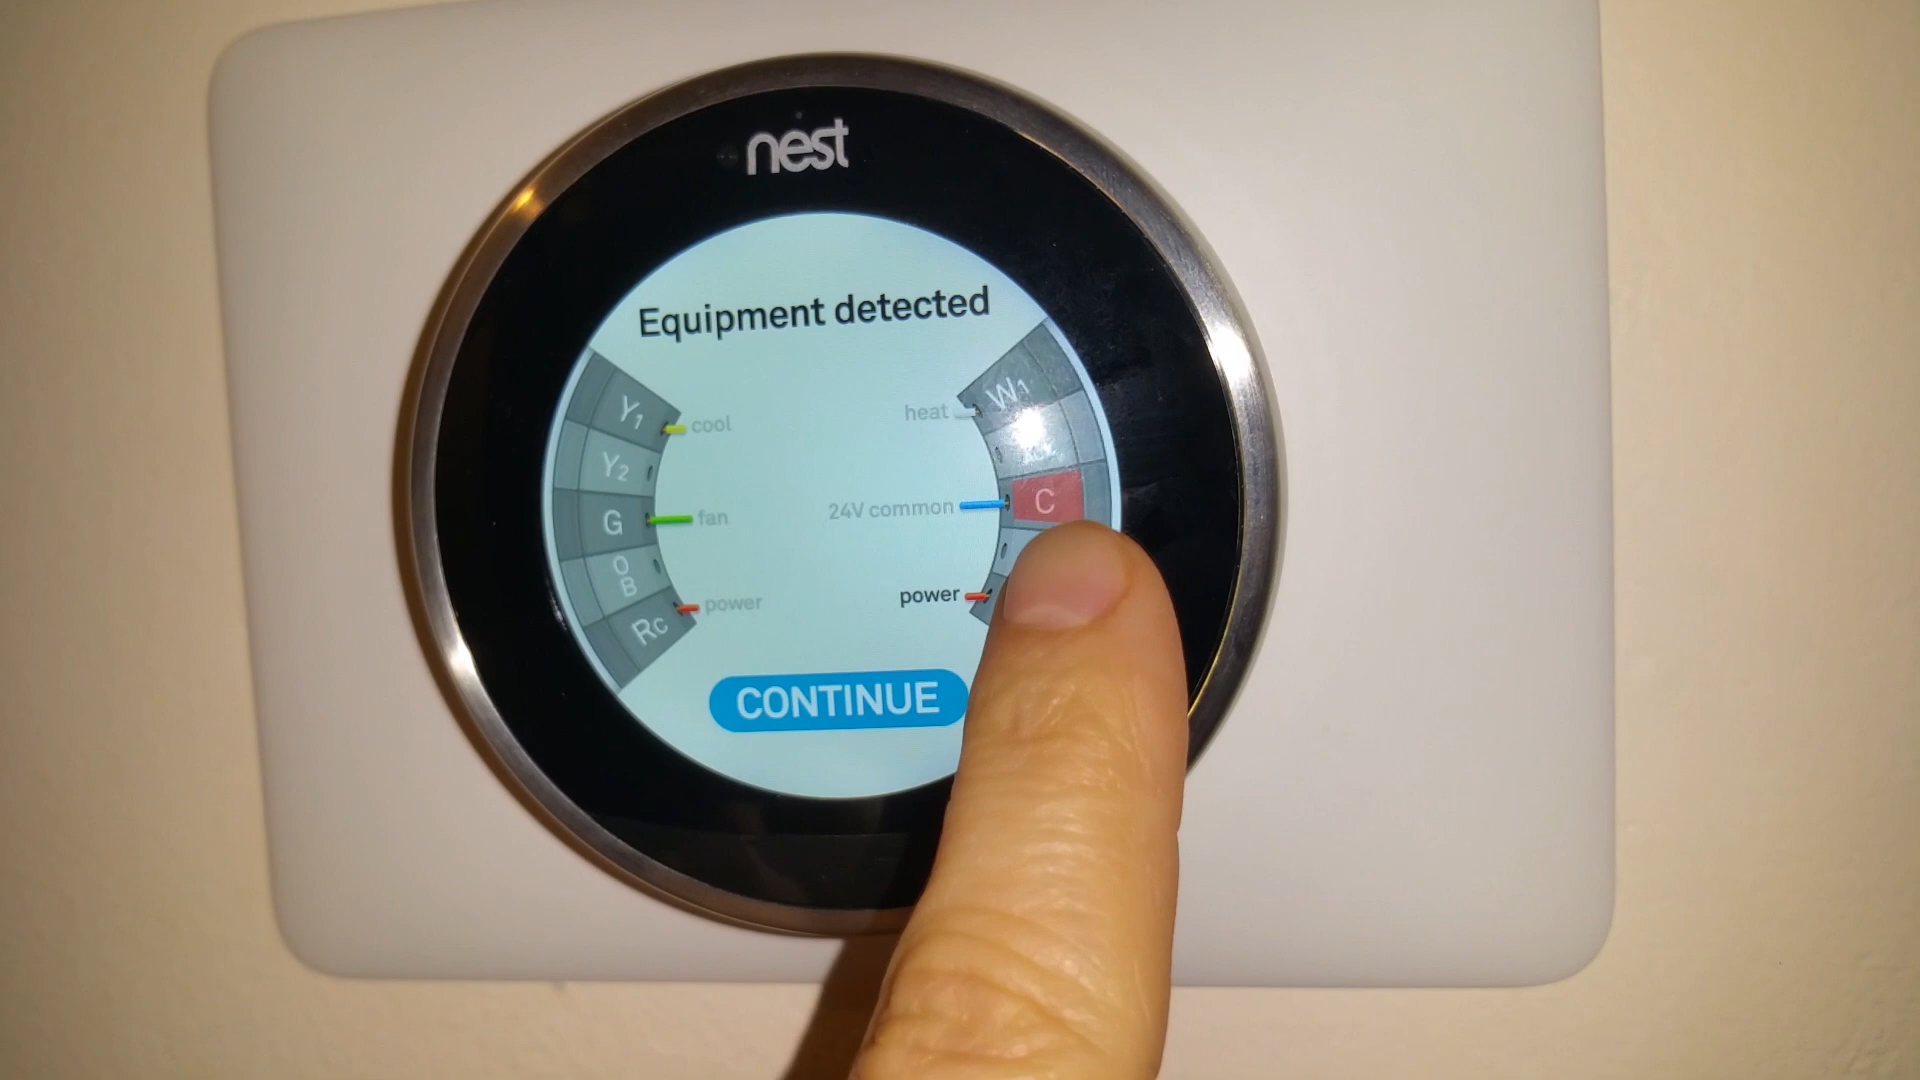 nest
Equipment detected
Y1 cool
Y2
G fan
O
B
Rc power
heat W1
24V common C
power
CONTINUE